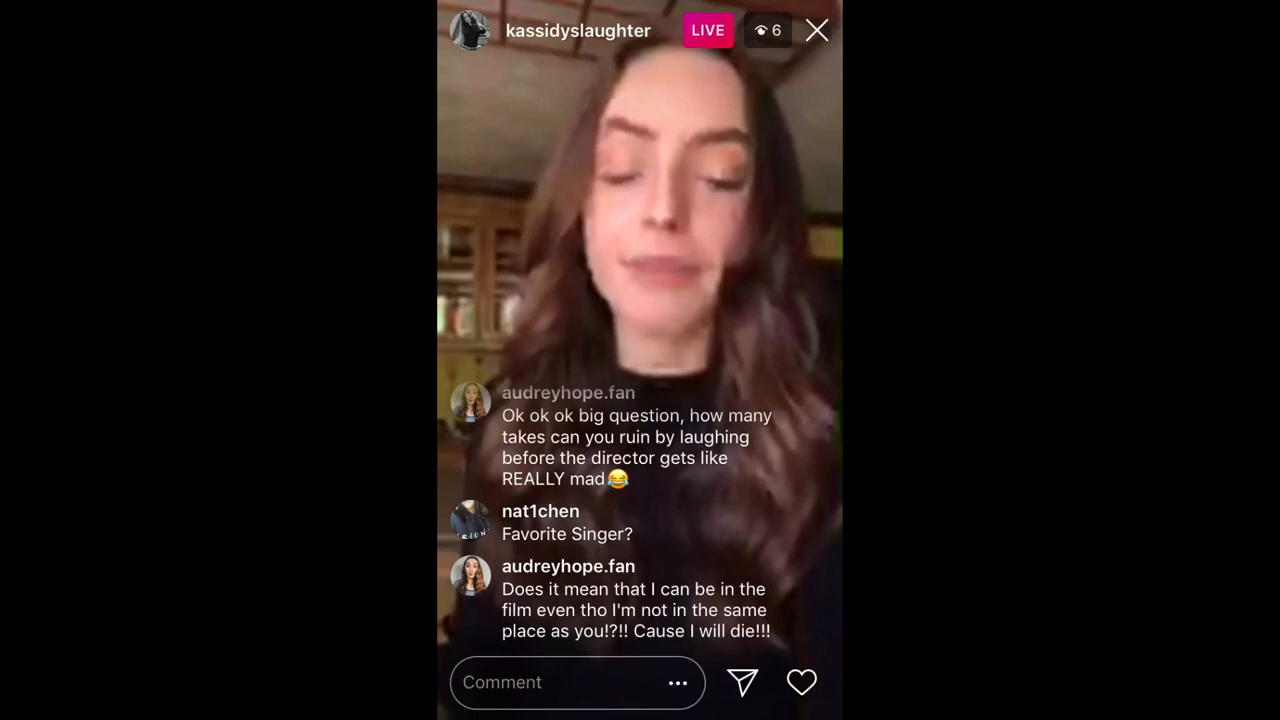 kassidyslaughter LIVE 6
audreyhope.fan
Ok ok ok big question, how many
takes can you ruin by laughing
before the director gets like
REALLY mad😂
nat1chen
Favorite Singer?
audreyhope.fan
Does it mean that I can be in the
film even tho I'm not in the same
place as you!?!! Cause I will die!!!
Comment